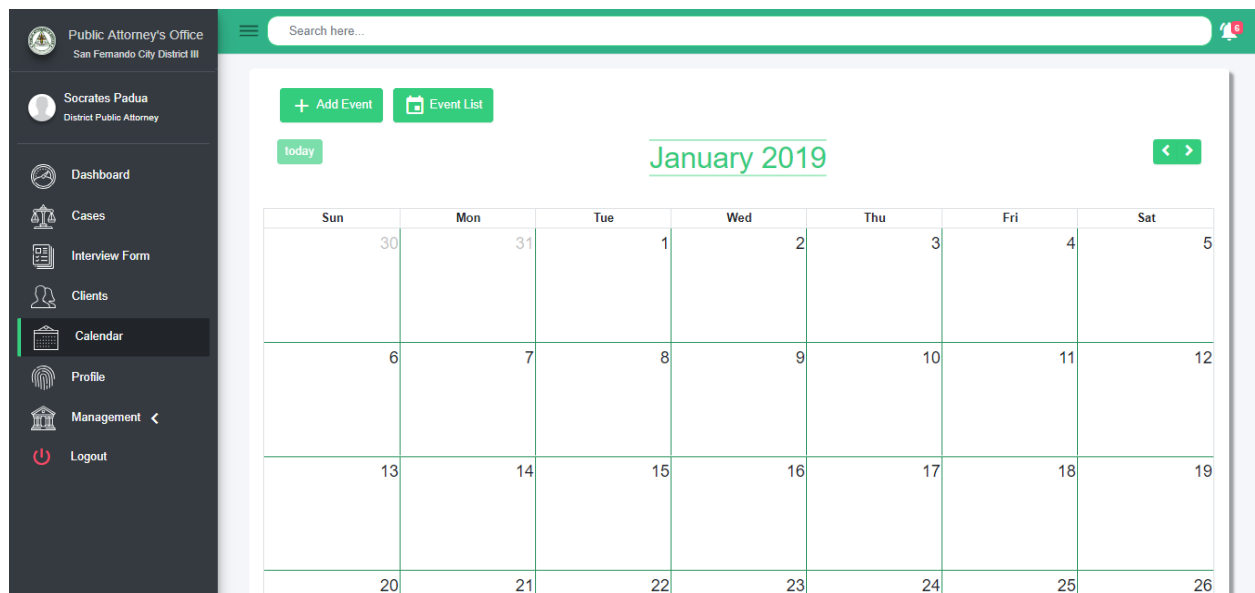 Public Attorney's Office
San Fernando City District III
Search here...
6
Socrates Padua
District Public Attorney
Dashboard
Cases
Interview Form
Clients
Calendar
Profile
Management
Logout
Add Event
Event List
today
January 2019
Sun Mon Tue Wed Thu Fri Sat
30 31 1 2 3 4 5
6 7 8 9 10 11 12
13 14 15 16 17 18 19
20 21 22 23 24 25 26